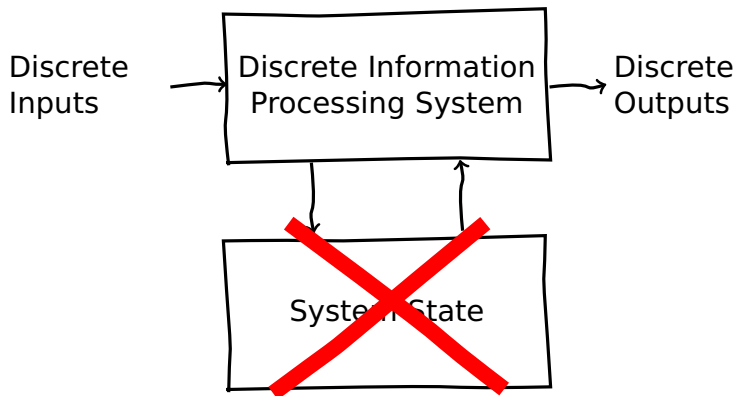 Discrete
Inputs
Discrete Information
Processing System
Discrete
Outputs
System State